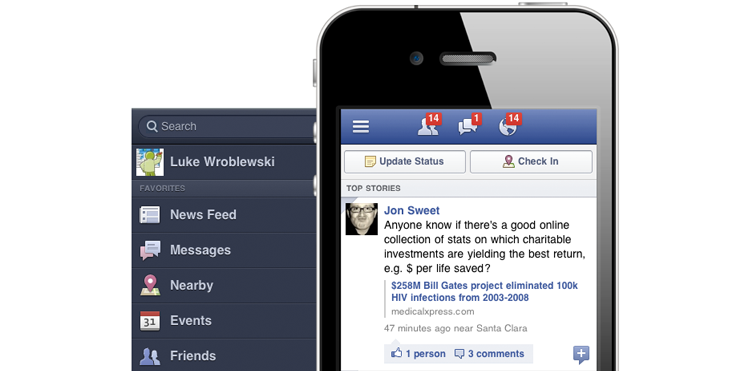 Search
Luke Wroblewski
FAVORITES
News Feed
Messages
Nearby
31
Events
Friends
14
1
14
Update Status
Check In
TOP STORIES
Jon Sweet
Anyone know if there's a good online
collection of stats on which charitable
investments are yielding the best return,
e.g. $ per life saved?
$258M Bill Gates project eliminated 100k
HIV infections from 2003-2008
medicalxpress.com
47 minutes ago near Santa Clara
1 person
3 comments